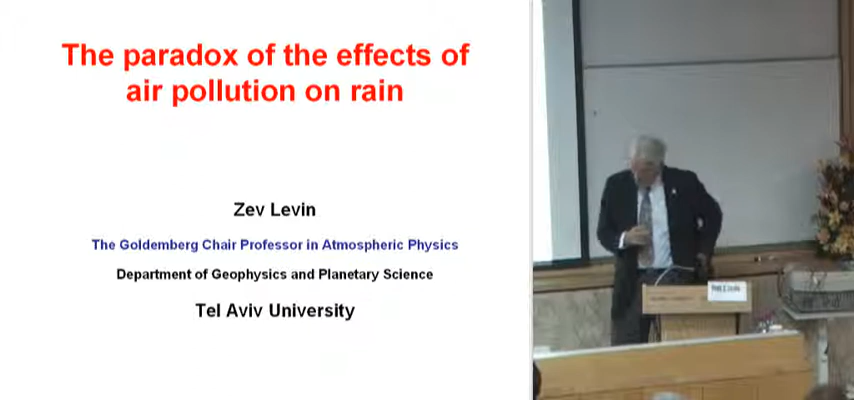 The paradox of the effects of
air pollution on rain
Zev Levin
The Goldemberg Chair Professor in Atmospheric Physics
Department of Geophysics and Planetary Science
Tel Aviv University